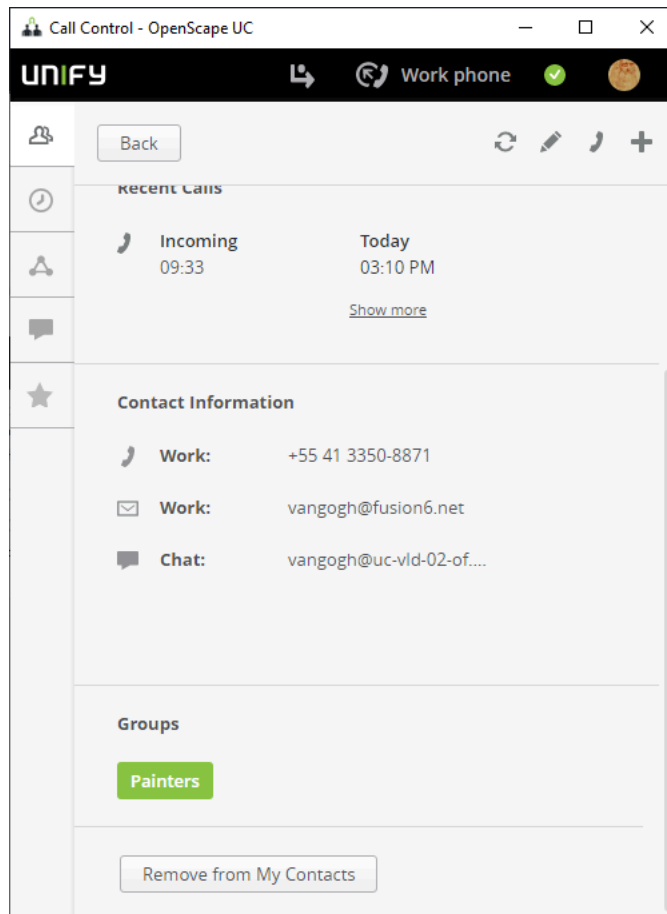 Call Control - OpenScape UC
UNIFY
Work phone
Back
Recent Calls
Incoming
Today
09:33
03:10 PM
Show more
Contact Information
Work:
+55 41 3350-8871
Work:
vangogh@fusion6.net
Chat:
vangogh@uc-vld-02-of....
Groups
Painters
Remove from My Contacts